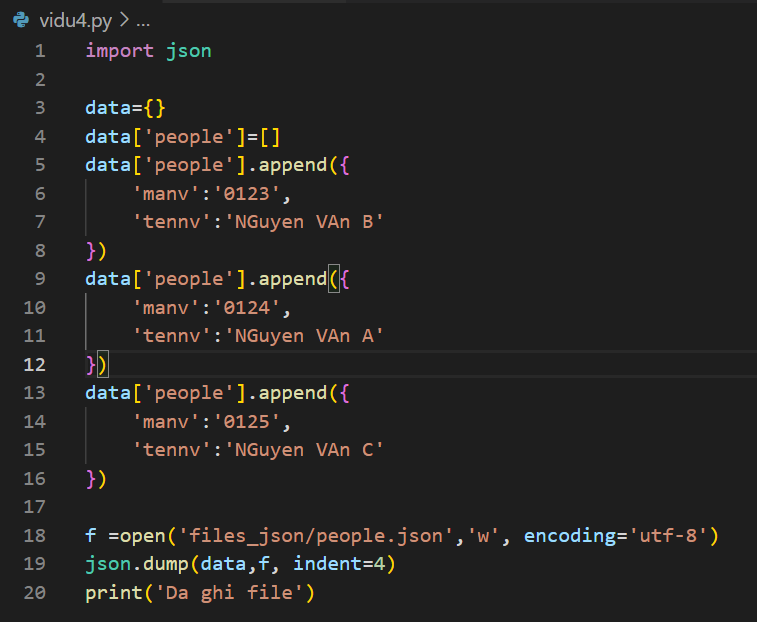 vidu4.py > ...
1 import json
2
3 data={}
4 data['people']=[]
5 data['people'].append({
6     'manv':'0123',
7     'tennv':'NGuyen VAn B'
8 })
9 data['people'].append({
10     'manv':'0124',
11     'tennv':'NGuyen VAn A'
12 })
13 data['people'].append({
14     'manv':'0125',
15     'tennv':'NGuyen VAn C'
16 })
17
18 f =open('files_json/people.json','w', encoding='utf-8')
19 json.dump(data,f, indent=4)
20 print('Da ghi file')